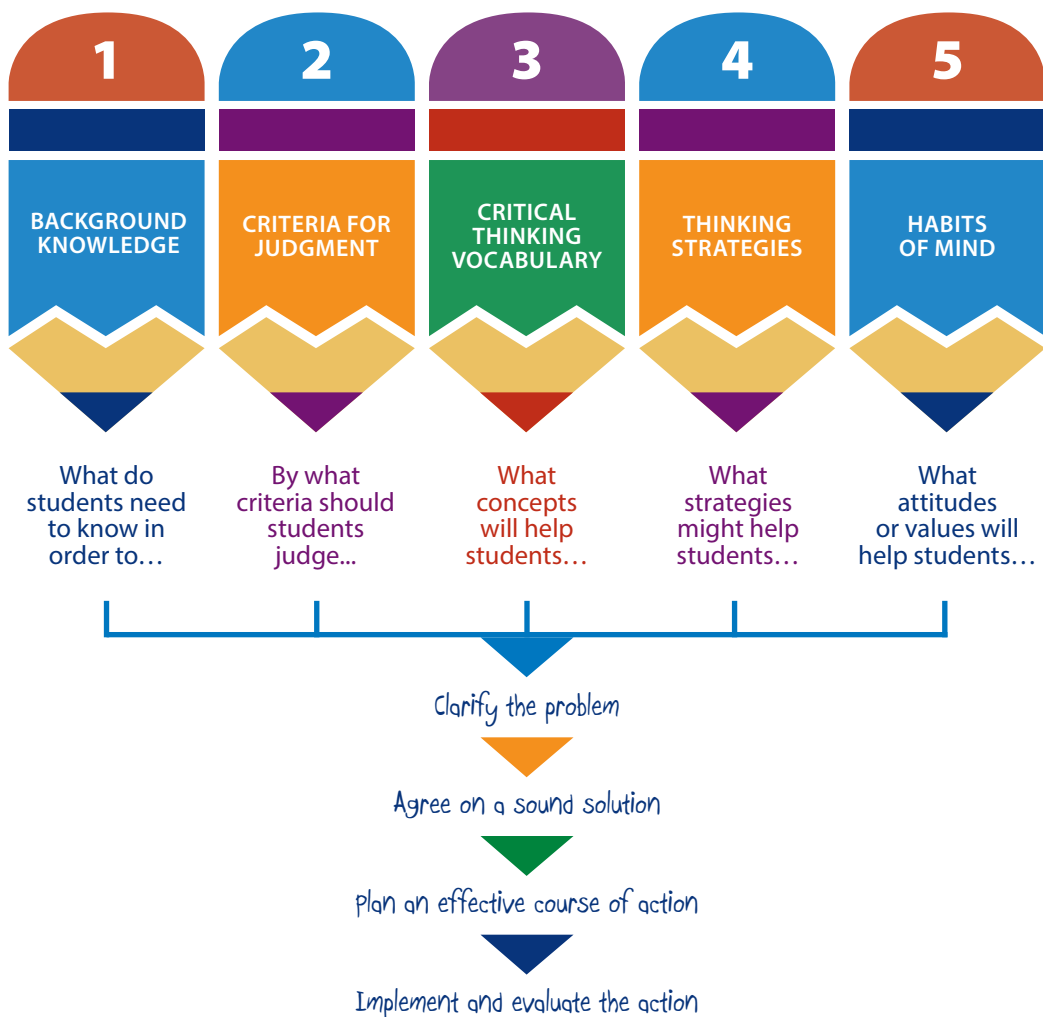 1
BACKGROUND
KNOWLEDGE
What do
students need
to know in
order to…
2
CRITERIA FOR
JUDGMENT
By what
criteria should
students
judge...
3
CRITICAL
THINKING
VOCABULARY
What
concepts
will help
students…
4
THINKING
STRATEGIES
What
strategies
might help
students…
5
HABITS
OF MIND
What
attitudes
or values will
help students…
Clarify the problem
Agree on a sound solution
Plan an effective course of action
Implement and evaluate the action